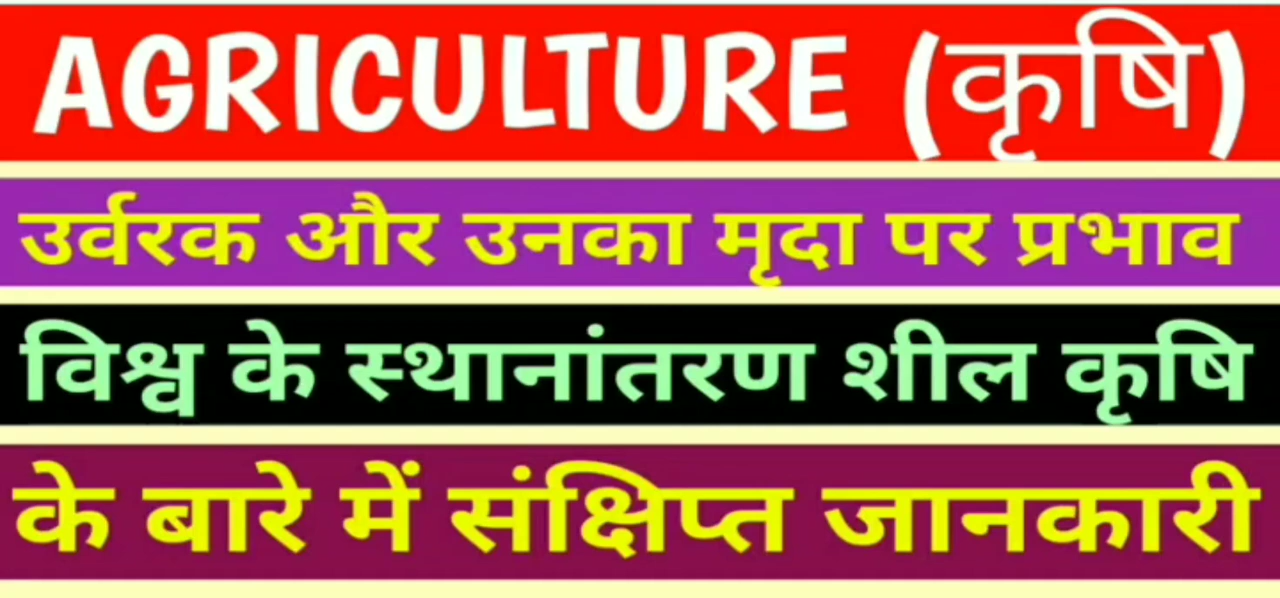 AGRICULTURE (कृषि)
उर्वरक और उनका मृदा पर प्रभाव
विश्व के स्थानांतरण शील कृषि
के बारे में संक्षिप्त जानकारी